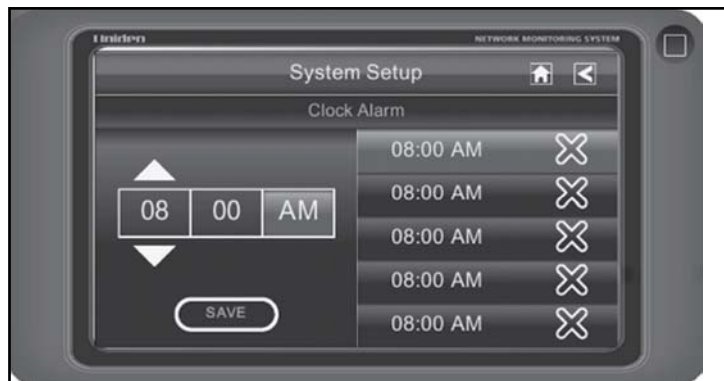 Uniden
NETWORK MONITORING SYSTEM
System Setup
Clock Alarm
08 00 AM
SAVE
08:00 AM
08:00 AM
08:00 AM
08:00 AM
08:00 AM